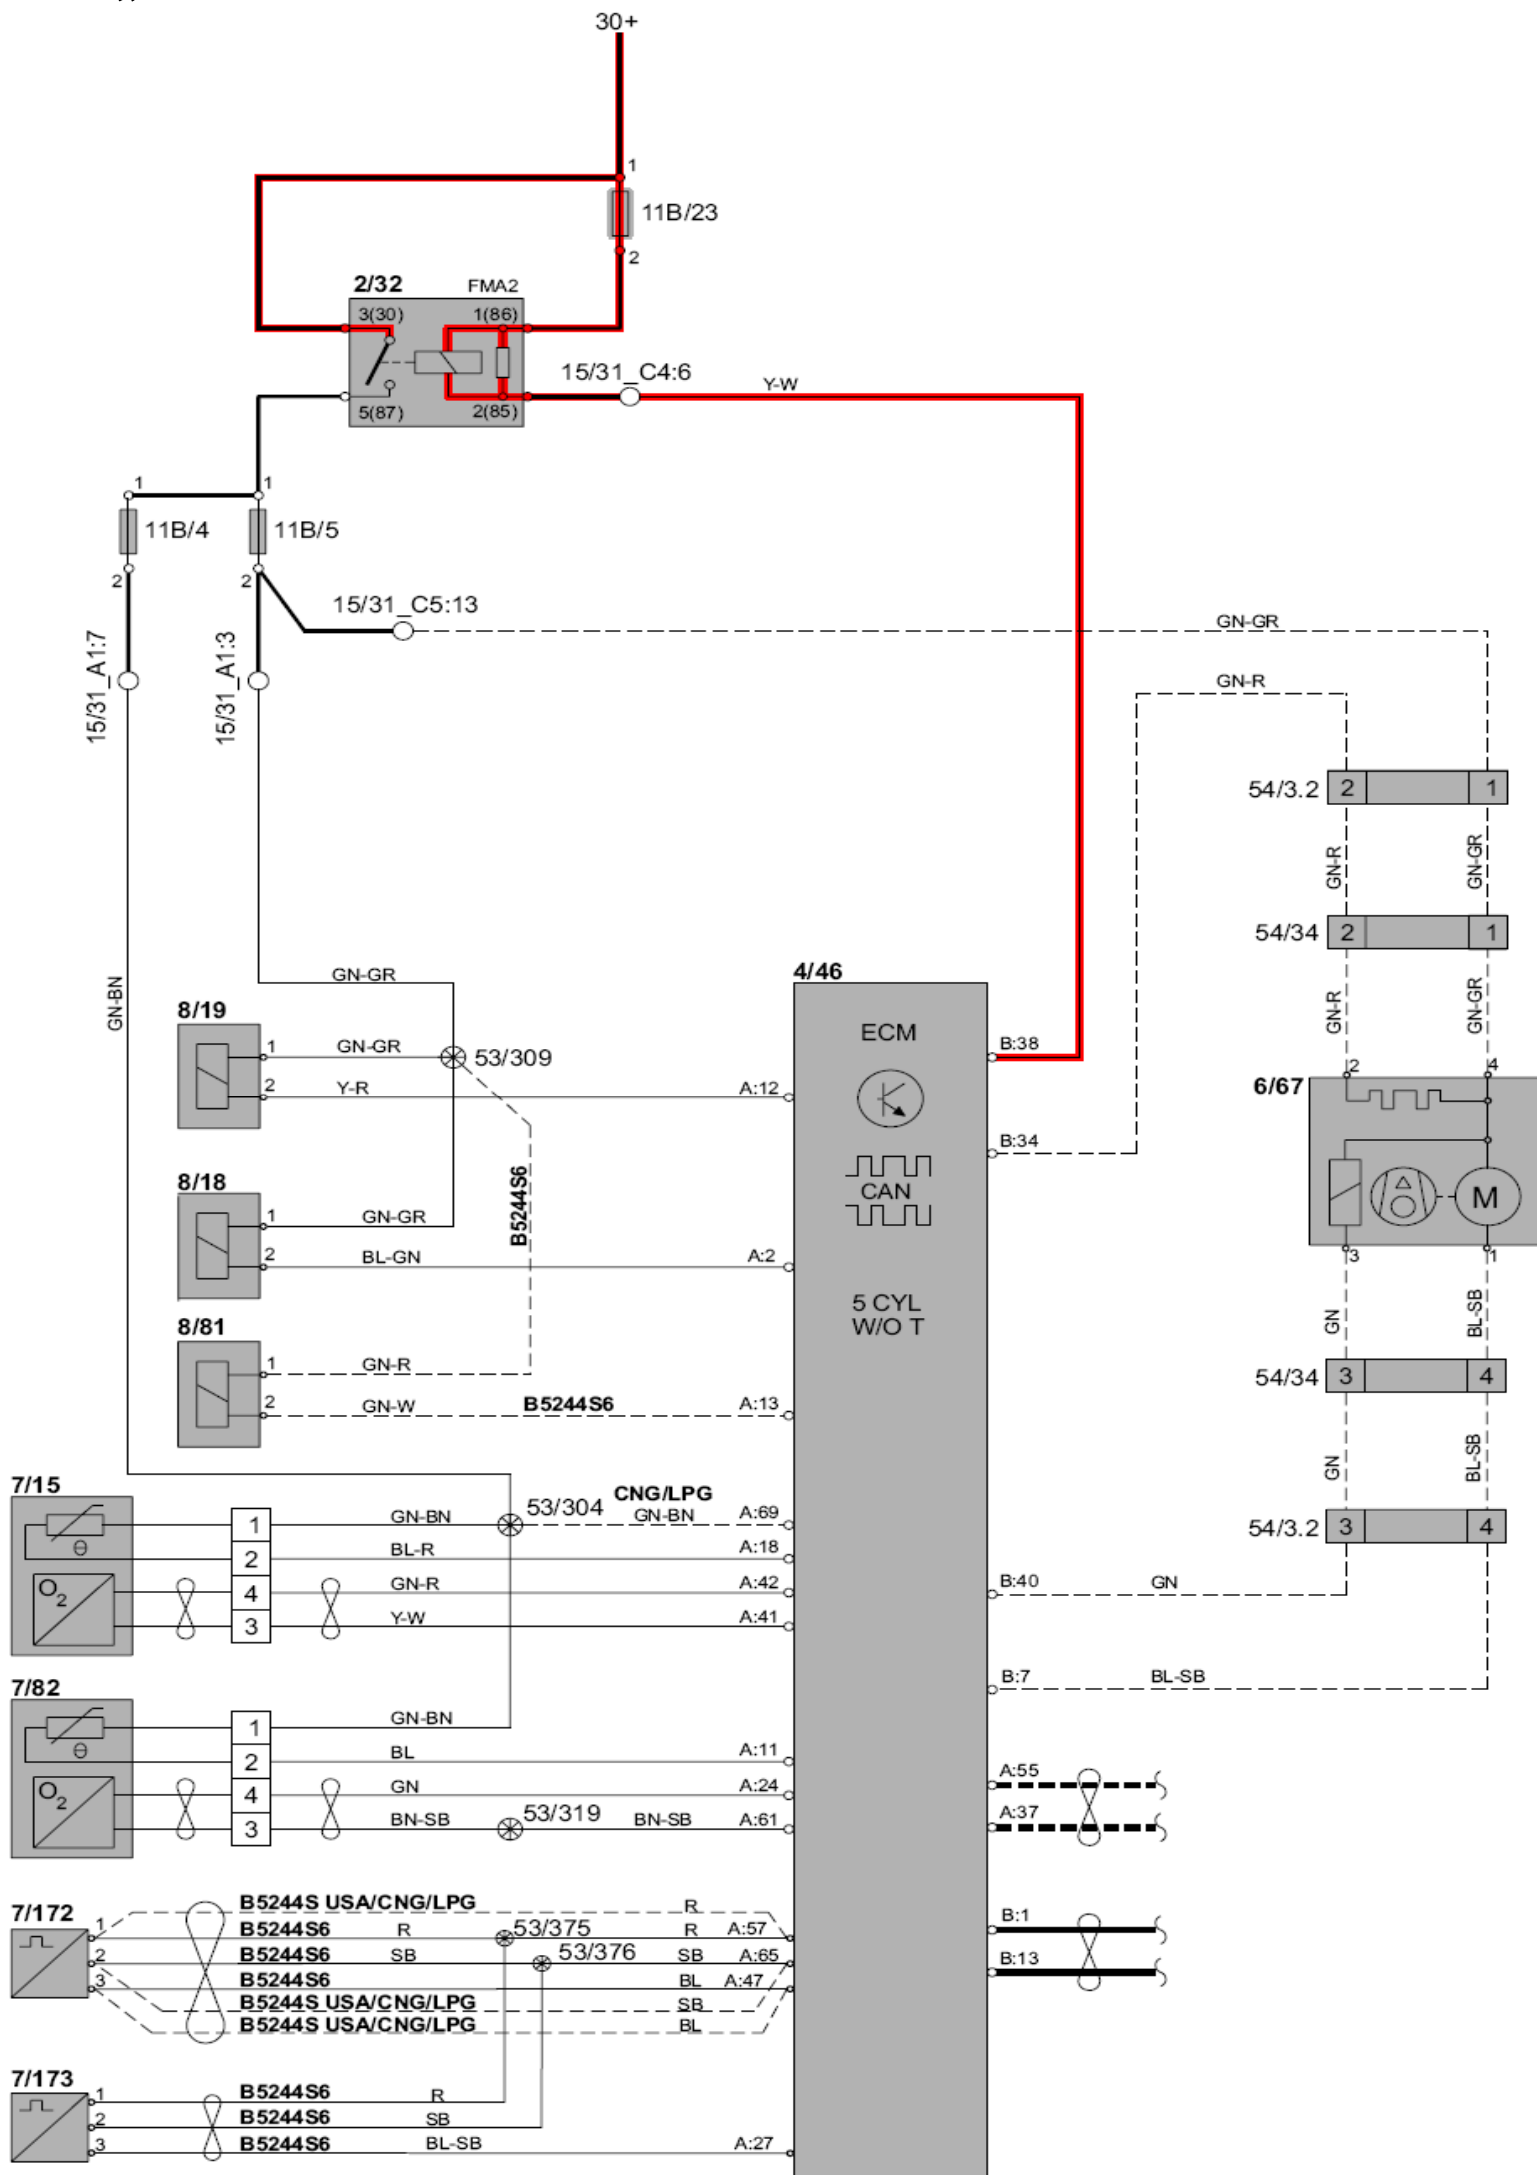 30+
1
11B/23
2
2/32 FMA2
3(30) 1(86)
5(87) 2(85)
15/31_C4:6
Y-W
1 1
11B/4 11B/5
2 2
15/31_C5:13
15/31_A1:7
15/31_A1:3
GN-GR
GN-R
54/3.2 2 1
GN-R GN-GR
54/34 2 1
GN-R GN-GR
GN-BN
GN-GR
4/46
ECM
CAN
5 CYL
W/O T
8/19
1 GN-GR 53/309
2 Y-R A:12
B:38
B:34
2 4
6/67
M
3 1
8/18
1 GN-GR
2 BL-GN A:2
B5244S6
8/81
1 GN-R
2 GN-W B5244S6 A:13
GN BL-SB
54/34 3 4
GN BL-SB
54/3.2 3 4
7/15
Θ
O2
1 GN-BN 53/304 CNG/LPG GN-BN A:69
2 BL-R A:18
4 GN-R A:42
3 Y-W A:41
B:40 GN
B:7 BL-SB
7/82
Θ
O2
1 GN-BN
2 BL A:11
4 GN A:24
3 BN-SB 53/319 BN-SB A:61
A:55
A:37
B:1
B:13
7/172
B5244S USA/CNG/LPG R
1 B5244S6 R 53/375 R A:57
2 B5244S6 SB 53/376 SB A:65
3 B5244S6 BL A:47
B5244S USA/CNG/LPG SB
B5244S USA/CNG/LPG BL
7/173
1 B5244S6 R
2 B5244S6 SB
3 B5244S6 BL-SB A:27